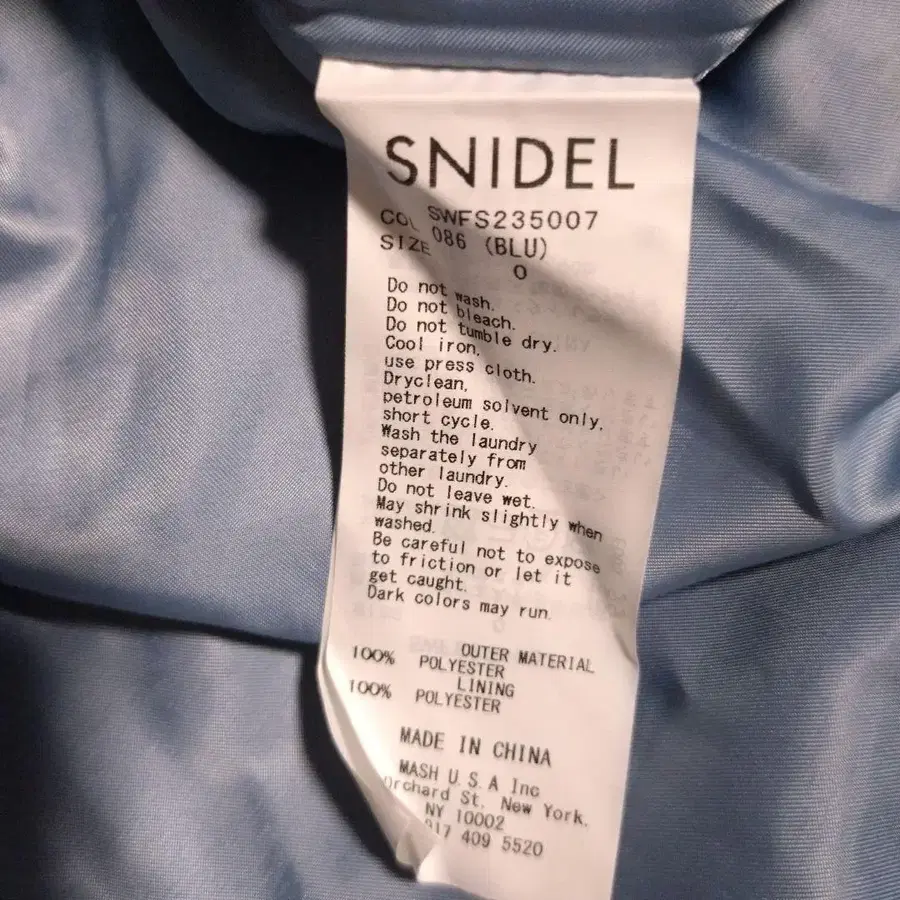 SNIDEL
SWFS235007
COL 086 (BLU)
SIZE 0
Do not wash.
Do not bleach.
Do not tumble dry.
Cool iron.
use press cloth.
Dryclean,
petroleum solvent only,
short cycle.
Wash the laundry
separately from
other laundry.
Do not leave wet.
May shrink slightly when
washed.
Be careful not to expose
to friction or let it
get caught.
Dark colors may run.
OUTER MATERIAL
100% POLYESTER
LINING
100% POLYESTER
MADE IN CHINA
MASH U.S.A Inc
Orchard St. New York.
NY 10002
917 409 5520